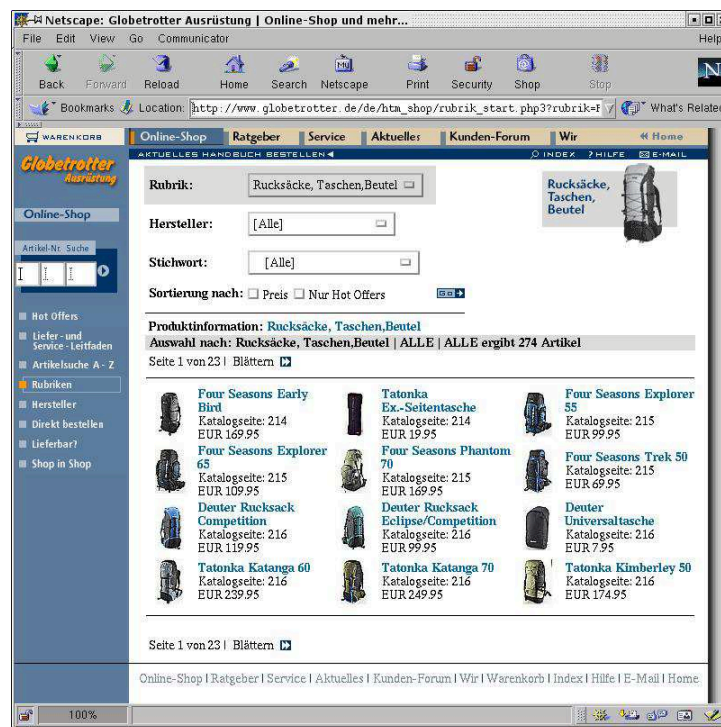 Netscape: Globetrotter Ausrüstung | Online-Shop und mehr...
File Edit View Go Communicator Help
Back Forward Reload Home Search Netscape Print Security Shop Stop
Bookmarks Location: http://www.globetrotter.de/de/htm_shop/rubrik_start.php3?rubrik=F What's Related
WARENKORB Online-Shop Ratgeber Service Aktuelles Kunden-Forum Wir Home
AKTUELLES HANDBUCH BESTELLEN INDEX ?HILFE E-MAIL
Globetrotter
Ausrüstung
Online-Shop
Artikel-Nr. Suche
Hot Offers
Liefer- und
Service-Leitfaden
Artikelsuche A - Z
Rubriken
Hersteller
Direkt bestellen
Lieferbar?
Shop in Shop
Rubrik: Rucksäcke, Taschen,Beutel
Rucksäcke,
Taschen,
Beutel
Hersteller: [Alle]
Stichwort: [Alle]
Sortierung nach: Preis Nur Hot Offers Go
Produktinformation: Rucksäcke, Taschen,Beutel
Auswahl nach: Rucksäcke, Taschen,Beutel | ALLE | ALLE ergibt 274 Artikel
Seite 1 von 23 | Blättern
Four Seasons Early
Bird
Katalogseite: 214
EUR 169.95
Tatonka
Ex.-Seitentasche
Katalogseite: 214
EUR 19.95
Four Seasons Explorer
55
Katalogseite: 215
EUR 99.95
Four Seasons Explorer
65
Katalogseite: 215
EUR 109.95
Four Seasons Phantom
70
Katalogseite: 215
EUR 169.95
Four Seasons Trek 50
Katalogseite: 215
EUR 69.95
Deuter Rucksack
Competition
Katalogseite: 216
EUR 119.95
Deuter Rucksack
Eclipse/Competition
Katalogseite: 216
EUR 99.95
Deuter
Universaltasche
Katalogseite: 216
EUR 7.95
Tatonka Katanga 60
Katalogseite: 216
EUR 239.95
Tatonka Katanga 70
Katalogseite: 216
EUR 249.95
Tatonka Kimberley 50
Katalogseite: 216
EUR 174.95
Seite 1 von 23 | Blättern
Online-Shop | Ratgeber | Service | Aktuelles | Kunden-Forum | Wir | Warenkorb | Index | Hilfe | E-Mail | Home
100%